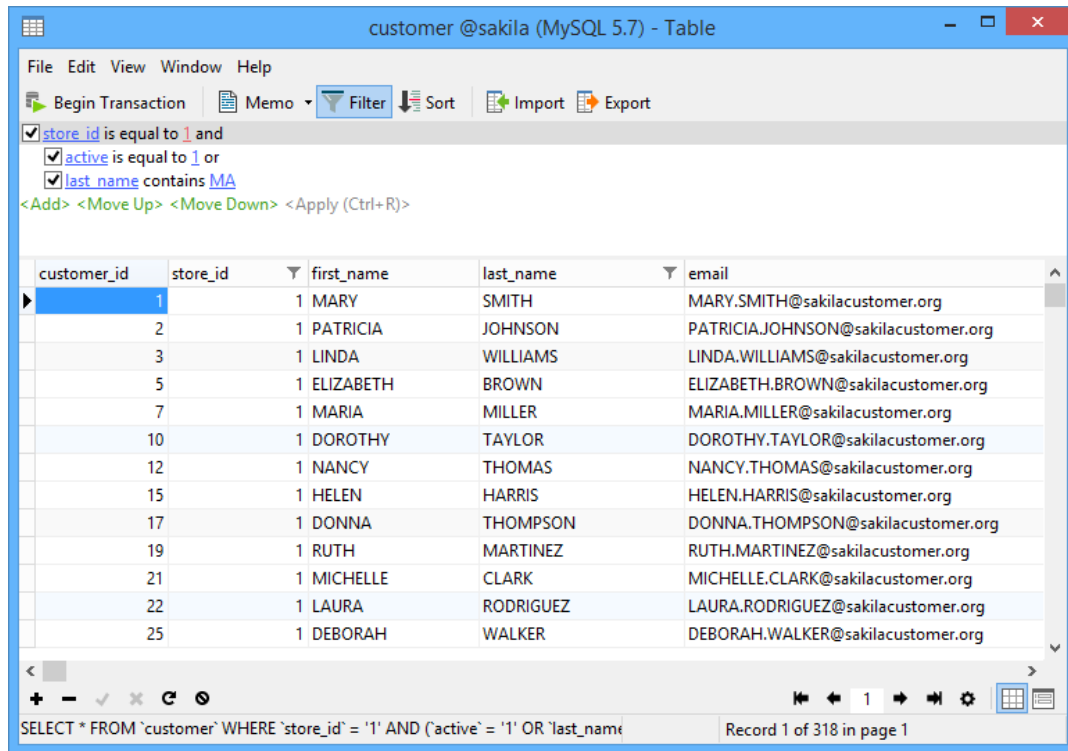 customer @sakila (MySQL 5.7) - Table
File Edit View Window Help
Begin Transaction Memo Filter Sort Import Export
store_id is equal to 1 and
active is equal to 1 or
last_name contains MA
<Add> <Move Up> <Move Down> <Apply (Ctrl+R)>
customer_id store_id first_name last_name email
1 1 MARY SMITH MARY.SMITH@sakilacustomer.org
2 1 PATRICIA JOHNSON PATRICIA.JOHNSON@sakilacustomer.org
3 1 LINDA WILLIAMS LINDA.WILLIAMS@sakilacustomer.org
5 1 ELIZABETH BROWN ELIZABETH.BROWN@sakilacustomer.org
7 1 MARIA MILLER MARIA.MILLER@sakilacustomer.org
10 1 DOROTHY TAYLOR DOROTHY.TAYLOR@sakilacustomer.org
12 1 NANCY THOMAS NANCY.THOMAS@sakilacustomer.org
15 1 HELEN HARRIS HELEN.HARRIS@sakilacustomer.org
17 1 DONNA THOMPSON DONNA.THOMPSON@sakilacustomer.org
19 1 RUTH MARTINEZ RUTH.MARTINEZ@sakilacustomer.org
21 1 MICHELLE CLARK MICHELLE.CLARK@sakilacustomer.org
22 1 LAURA RODRIGUEZ LAURA.RODRIGUEZ@sakilacustomer.org
25 1 DEBORAH WALKER DEBORAH.WALKER@sakilacustomer.org
1
SELECT * FROM `customer` WHERE `store_id` = '1' AND (`active` = '1' OR `last_name Record 1 of 318 in page 1